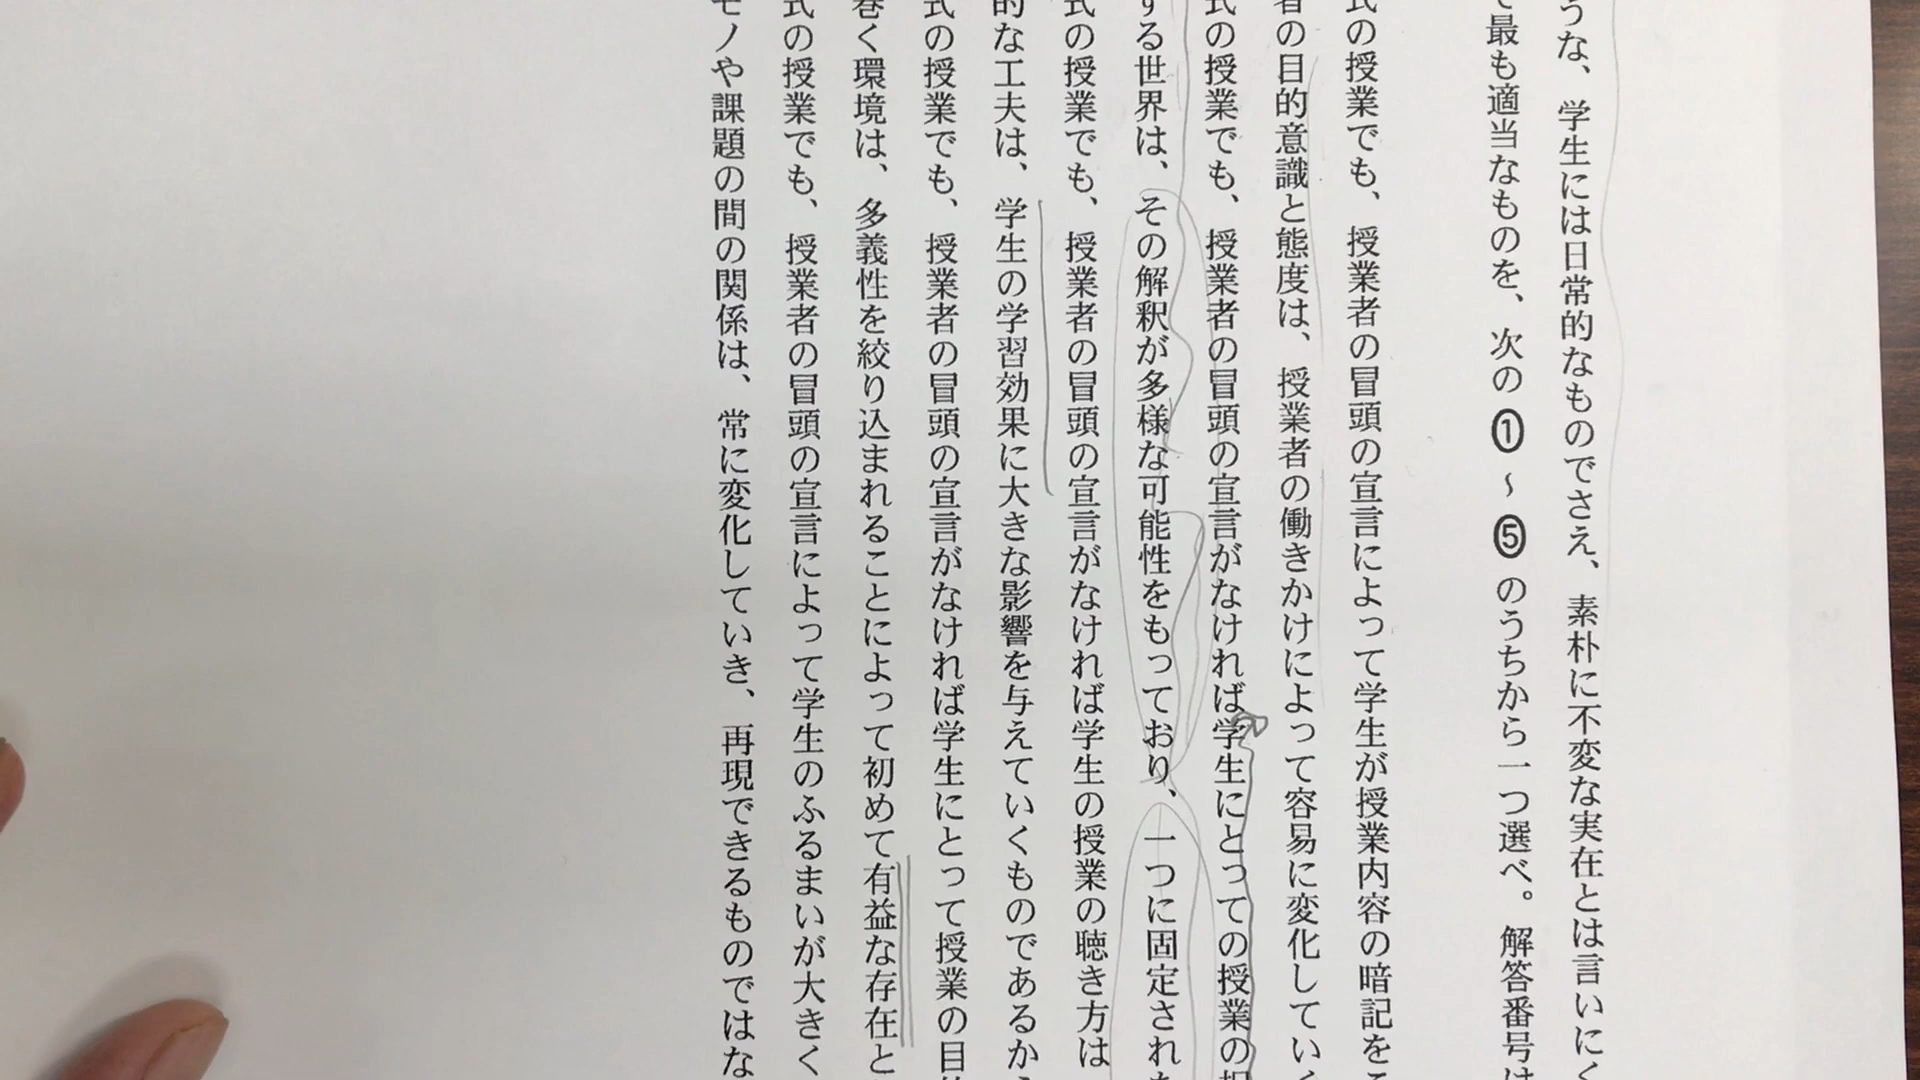 うな、学生には日常的なものでさえ、素朴に不変な実在とは言いにく
最も適当なものを、次の①～⑤のうちから一つ選べ。解答番号は
式の授業でも、授業者の冒頭の宣言によって学生が授業内容の暗記をこ
者の目的意識と態度は、授業者の働きかけによって容易に変化していく
式の授業でも、授業者の冒頭の宣言がなければ学生にとっての授業の
する世界は、その解釈が多様な可能性をもっており、一つに固定され
式の授業でも、授業者の冒頭の宣言がなければ学生の授業の聴き方は
的な工夫は、学生の学習効果に大きな影響を与えていくものであるか
式の授業でも、授業者の冒頭の宣言がなければ学生にとって授業の目
巻く環境は、多義性を絞り込まれることによって初めて有益な存在と
式の授業でも、授業者の冒頭の宣言によって学生のふるまいが大きく
モノや課題の間の関係は、常に変化していき、再現できるものではな